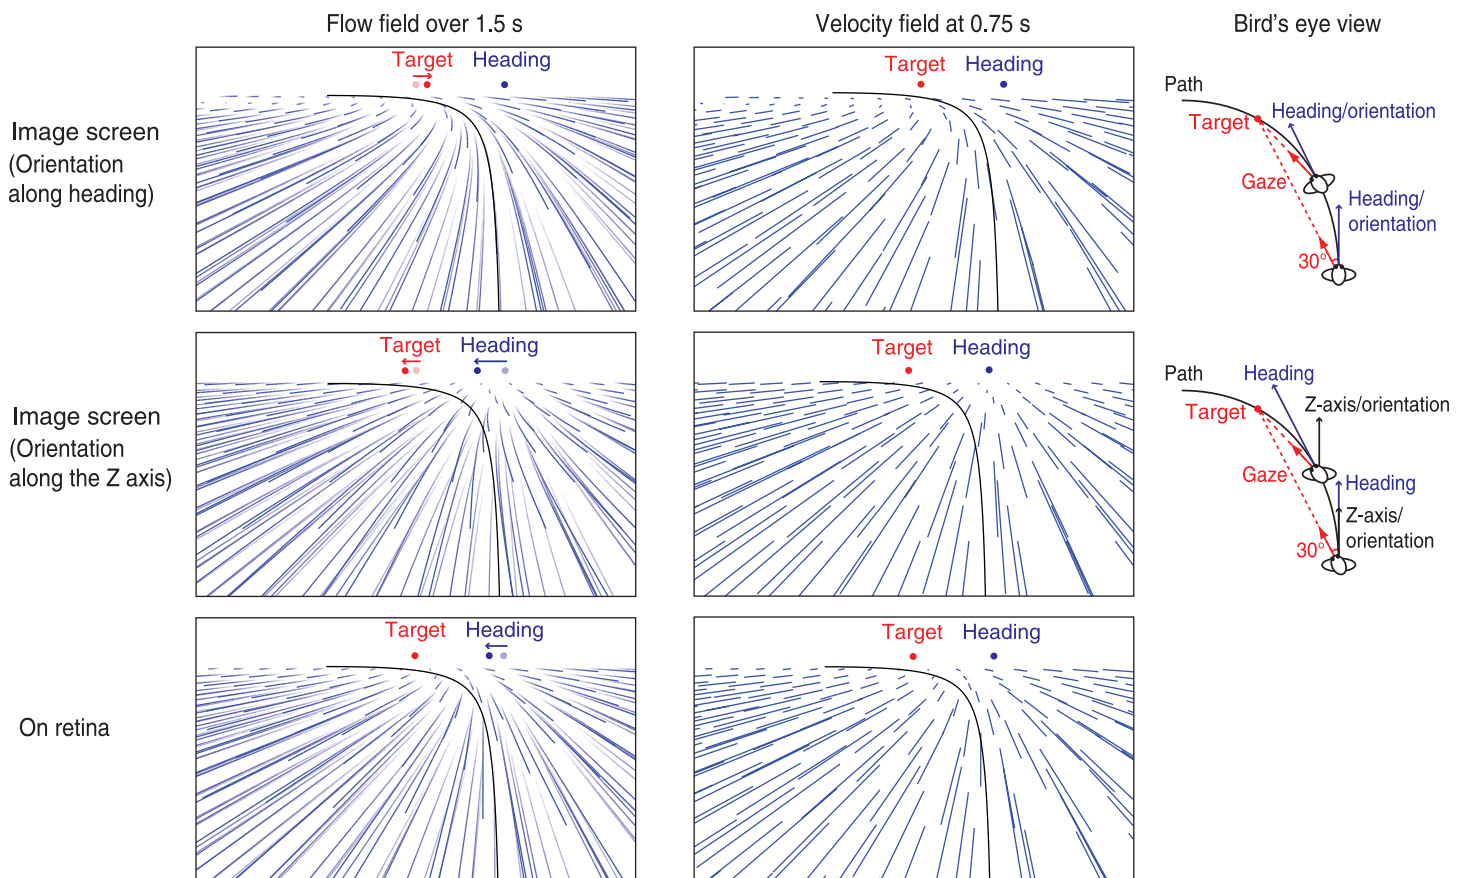 Flow field over 1.5 s
Velocity field at 0.75 s
Bird's eye view
Image screen
(Orientation
along heading)
Target
Heading
Target
Heading
Path
Heading/orientation
Target
Gaze
Heading/
orientation
30°
Image screen
(Orientation
along the Z axis)
Target
Heading
Target
Heading
Path
Heading
Z-axis/orientation
Target
Gaze
Heading
Z-axis/
orientation
30°
On retina
Target
Heading
Target
Heading